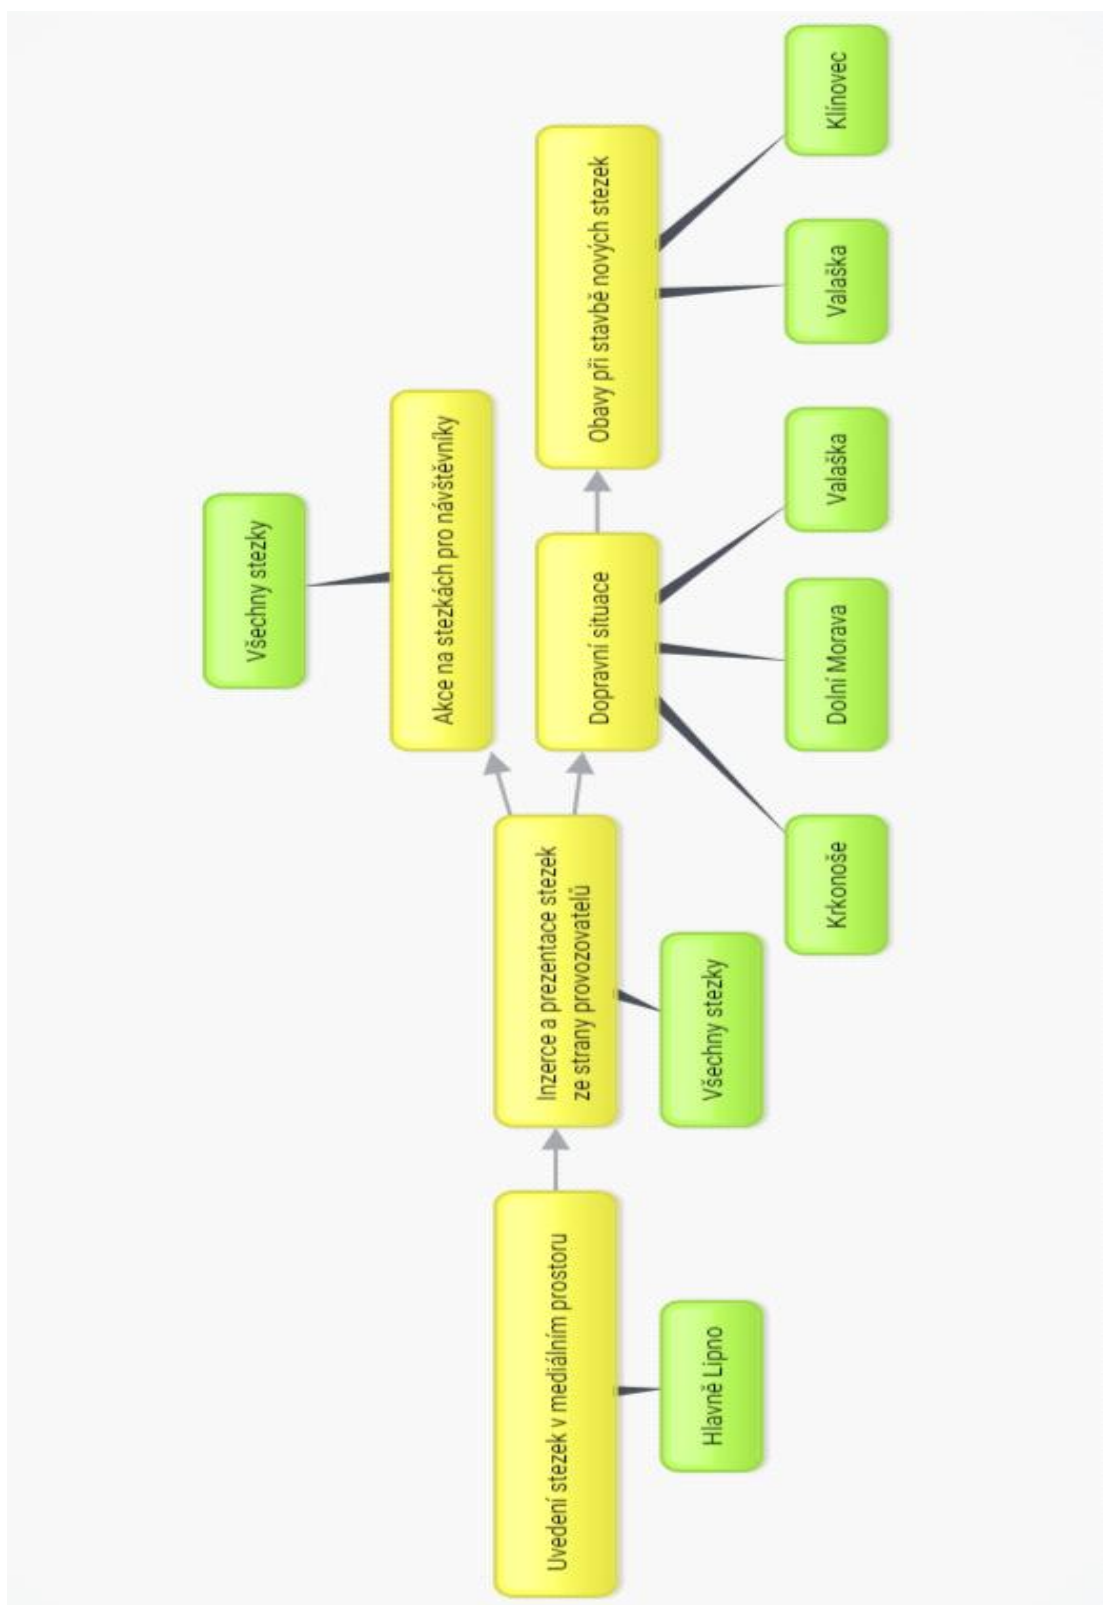 Všechny stezky
Akce na stezkách pro návštěvníky
Uvedení stezek v mediálním prostoru
Inzerce a prezentace stezek
ze strany provozovatelů
Dopravní situace
Obavy při stavbě nových stezek
Hlavně Lipno
Všechny stezky
Krkonoše
Dolní Morava
Valaška
Valaška
Klínovec